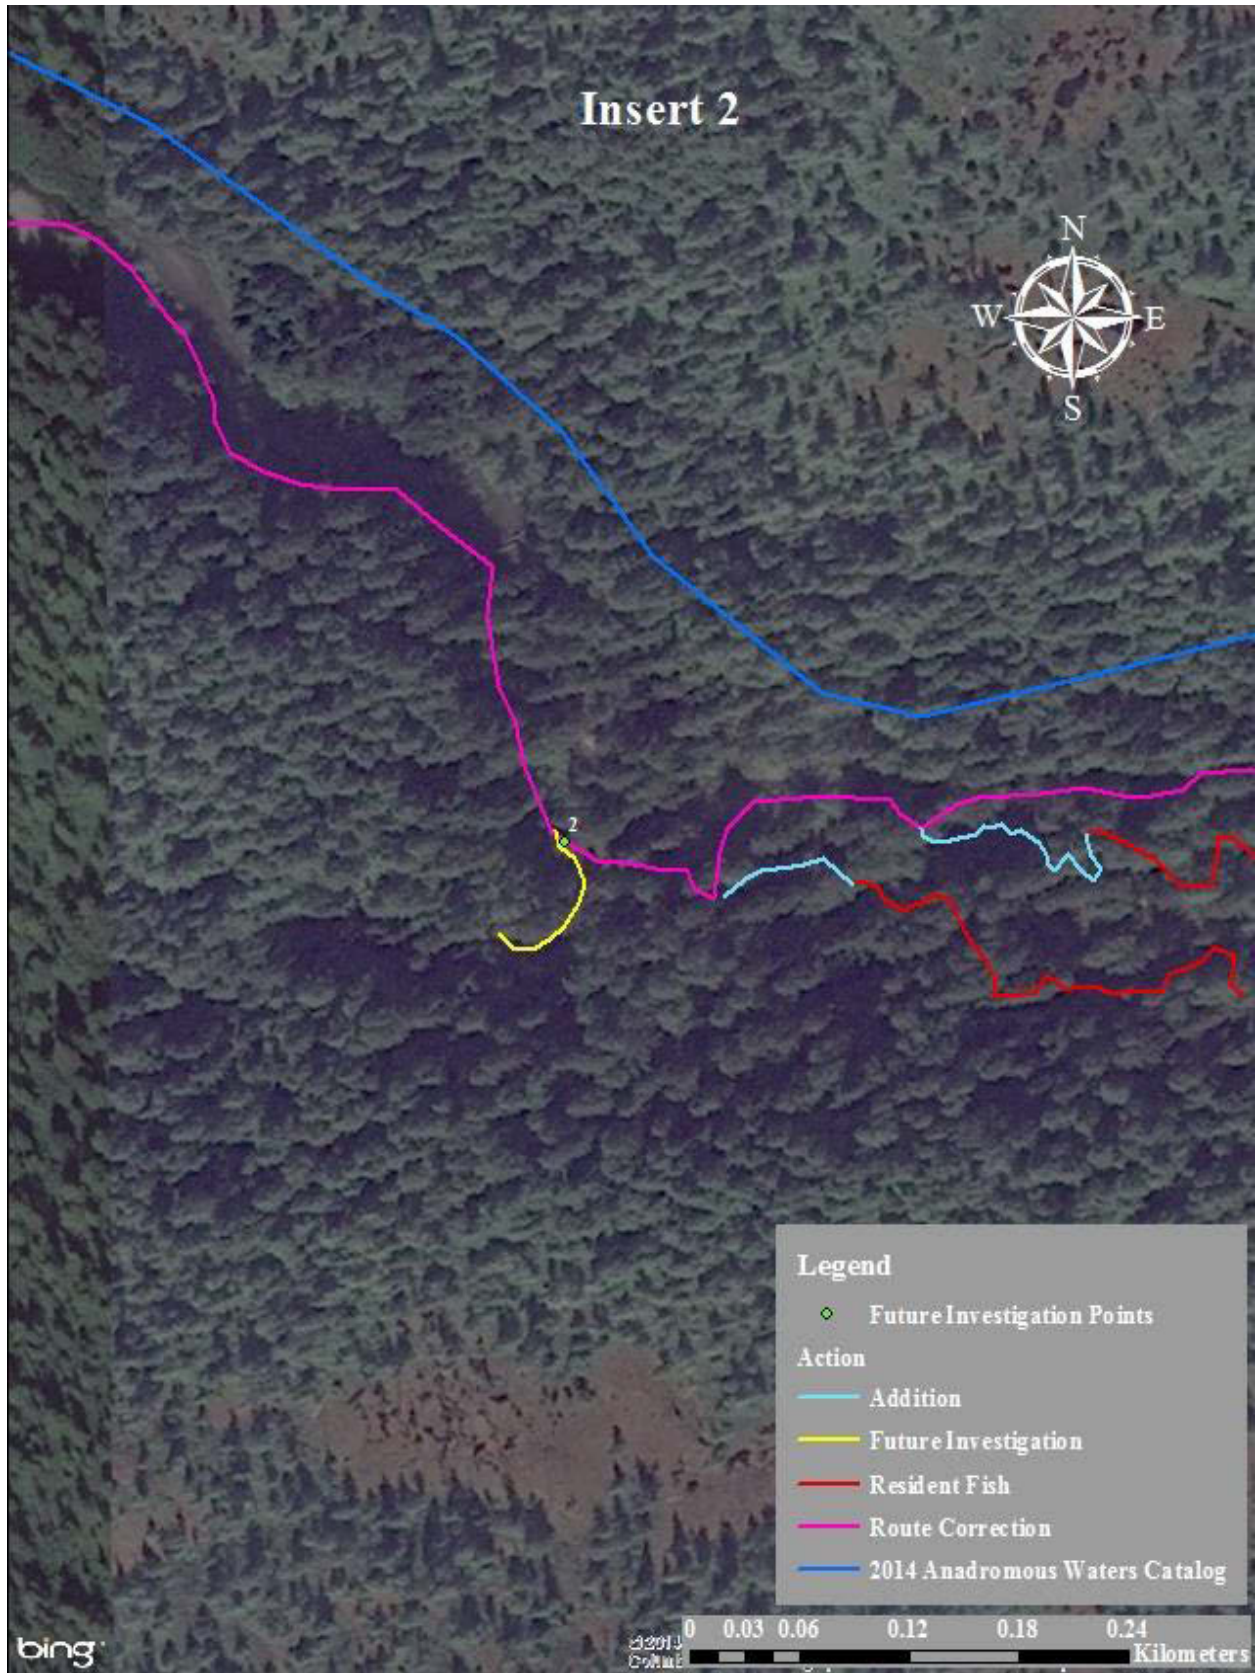 Insert 2
N
W E
S
2
Legend
Future Investigation Points
Action
Addition
Future Investigation
Resident Fish
Route Correction
2014 Anadromous Waters Catalog
0 0.03 0.06 0.12 0.18 0.24
Kilometers
bing